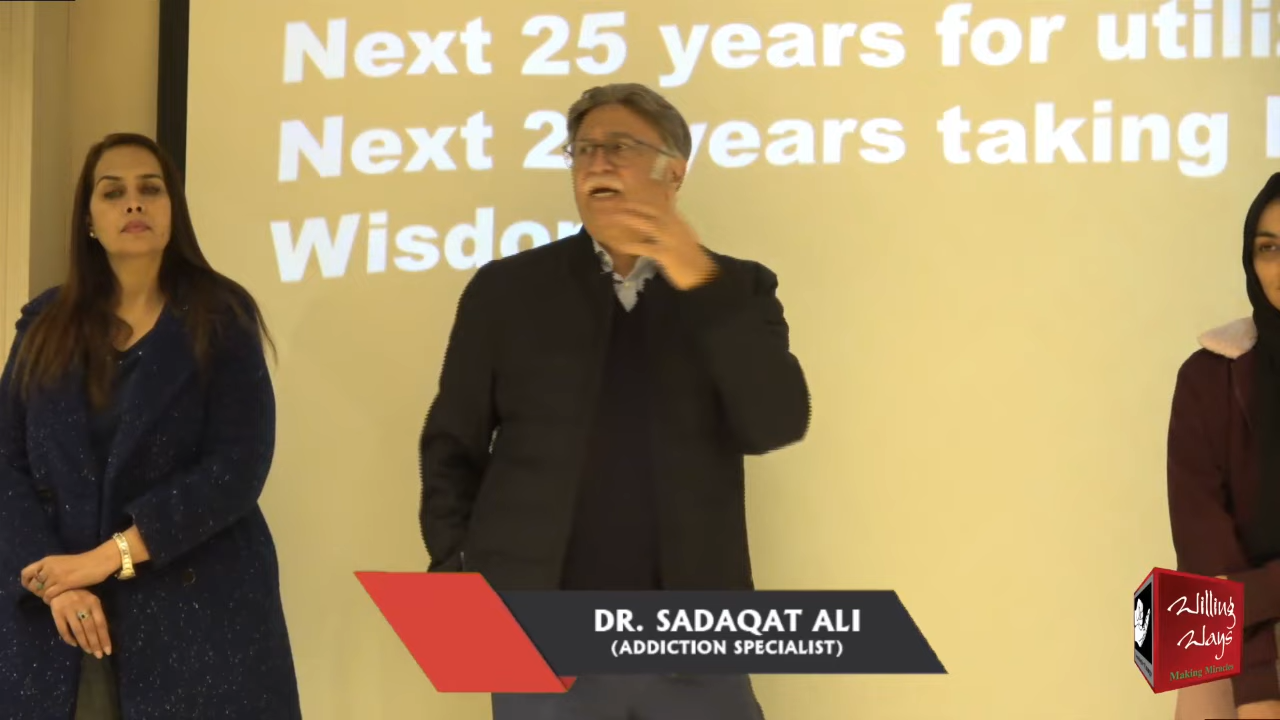 Next 25 years for
Next years taking
DR. SADAQAT ALI
(ADDICTION SPECIALIST)
Willing
Ways
Making Miracles